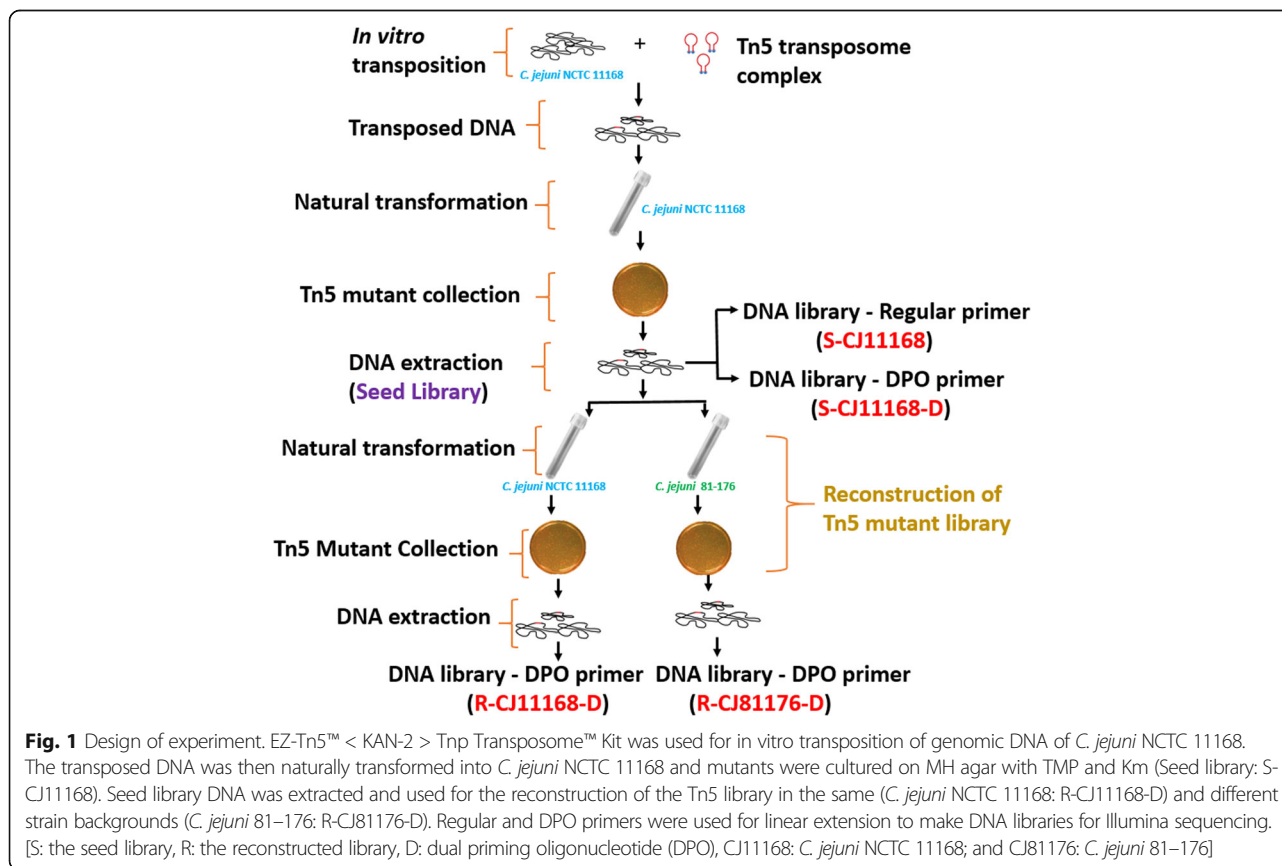 In vitro
transposition
+
Tn5 transposome
complex
C. jejuni NCTC 11168
Transposed DNA
Natural transformation
C. jejuni NCTC 11168
Tn5 mutant collection
DNA library - Regular primer
(S-CJ11168)
DNA extraction
(Seed Library)
DNA library - DPO primer
(S-CJ11168-D)
Natural transformation
C. jejuni NCTC 11168
C. jejuni 81-176
Reconstruction of
Tn5 mutant library
Tn5 Mutant Collection
DNA extraction
DNA library - DPO primer
(R-CJ11168-D)
DNA library - DPO primer
(R-CJ81176-D)
Fig. 1 Design of experiment. EZ-Tn5™ < KAN-2 > Tnp Transposome™ Kit was used for in vitro transposition of genomic DNA of C. jejuni NCTC 11168.
The transposed DNA was then naturally transformed into C. jejuni NCTC 11168 and mutants were cultured on MH agar with TMP and Km (Seed library: S-
CJ11168). Seed library DNA was extracted and used for the reconstruction of the Tn5 library in the same (C. jejuni NCTC 11168: R-CJ11168-D) and different
strain backgrounds (C. jejuni 81–176: R-CJ81176-D). Regular and DPO primers were used for linear extension to make DNA libraries for Illumina sequencing.
[S: the seed library, R: the reconstructed library, D: dual priming oligonucleotide (DPO), CJ11168: C. jejuni NCTC 11168; and CJ81176: C. jejuni 81–176]